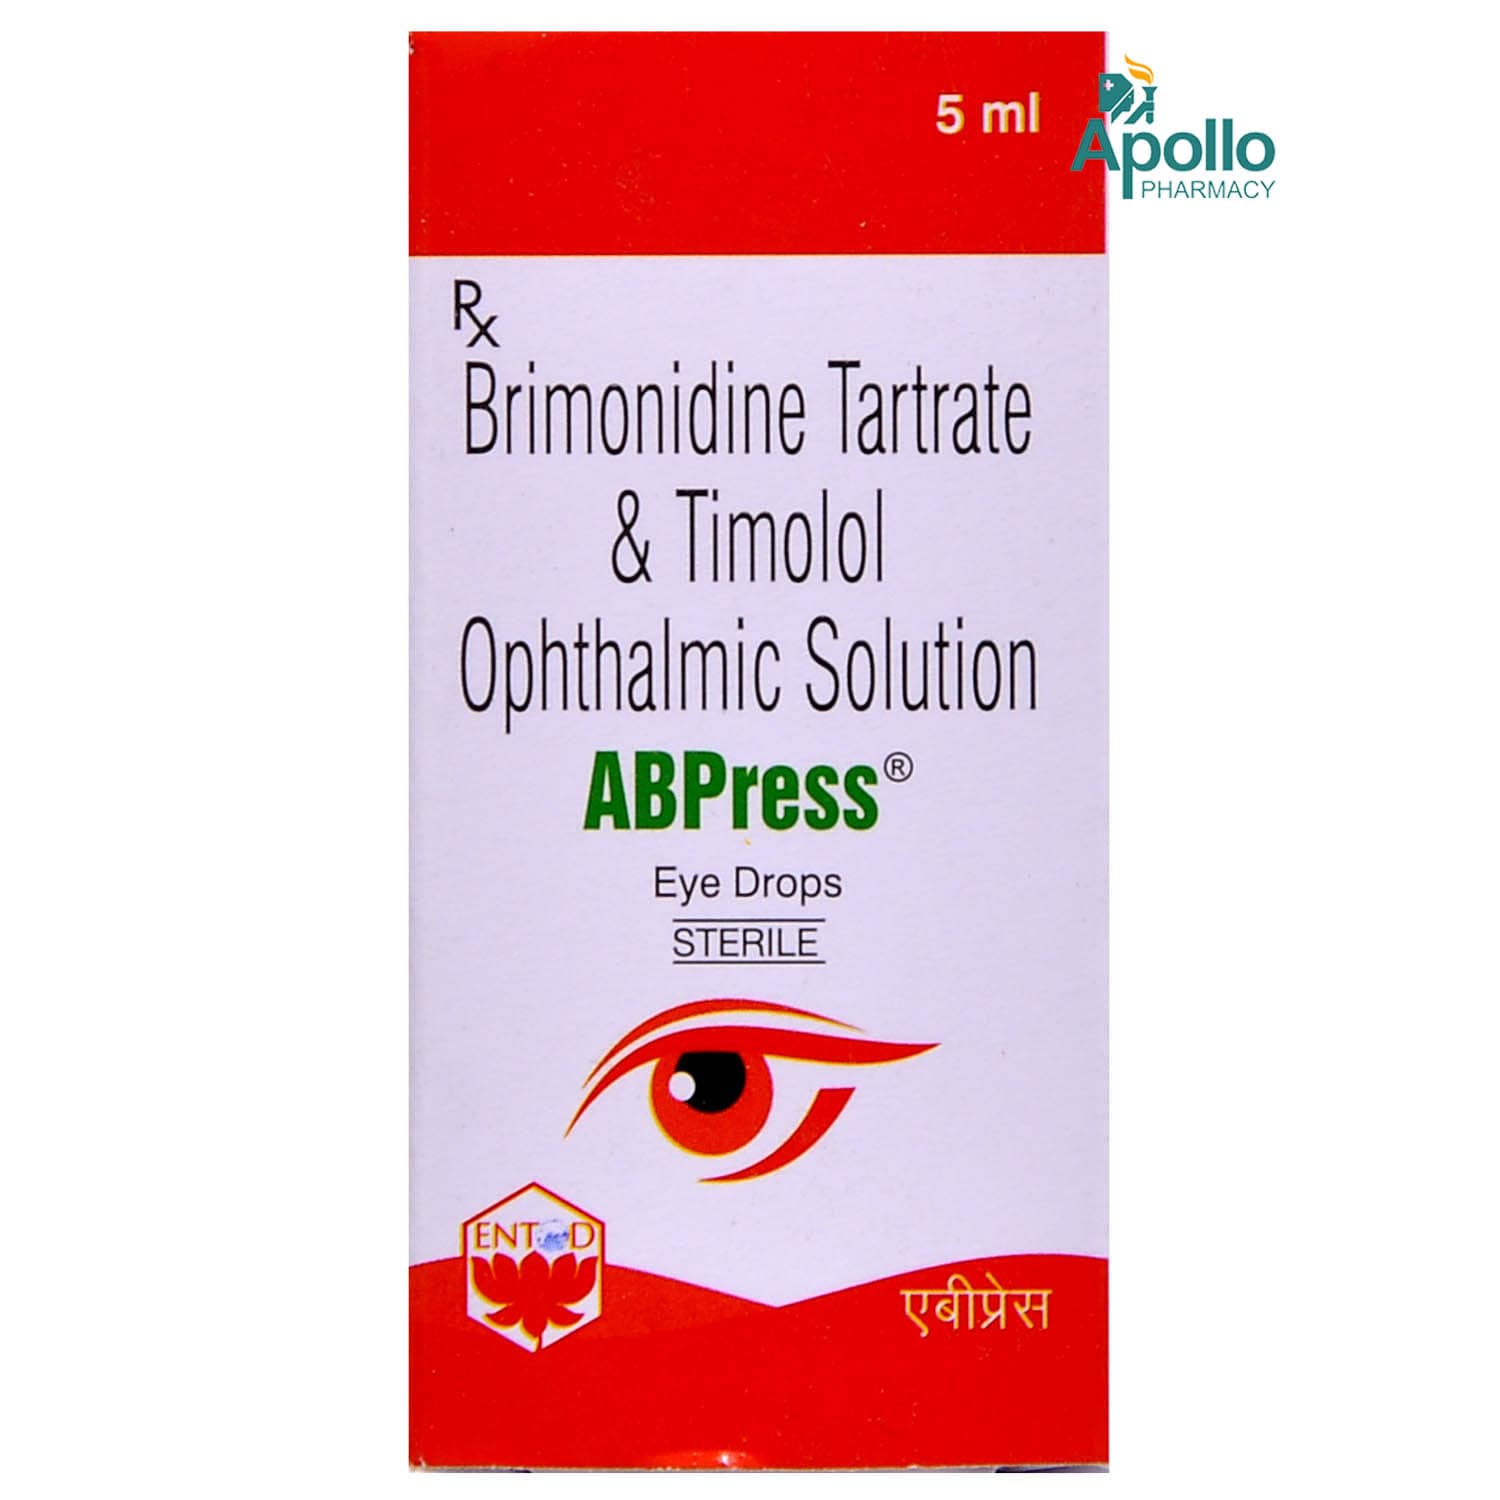 5 ml
Apollo
PHARMACY
Rx
Brimonidine Tartrate
& Timolol
Ophthalmic Solution
ABPress®
Eye Drops
STERILE
ENTOD
एबीप्रेस